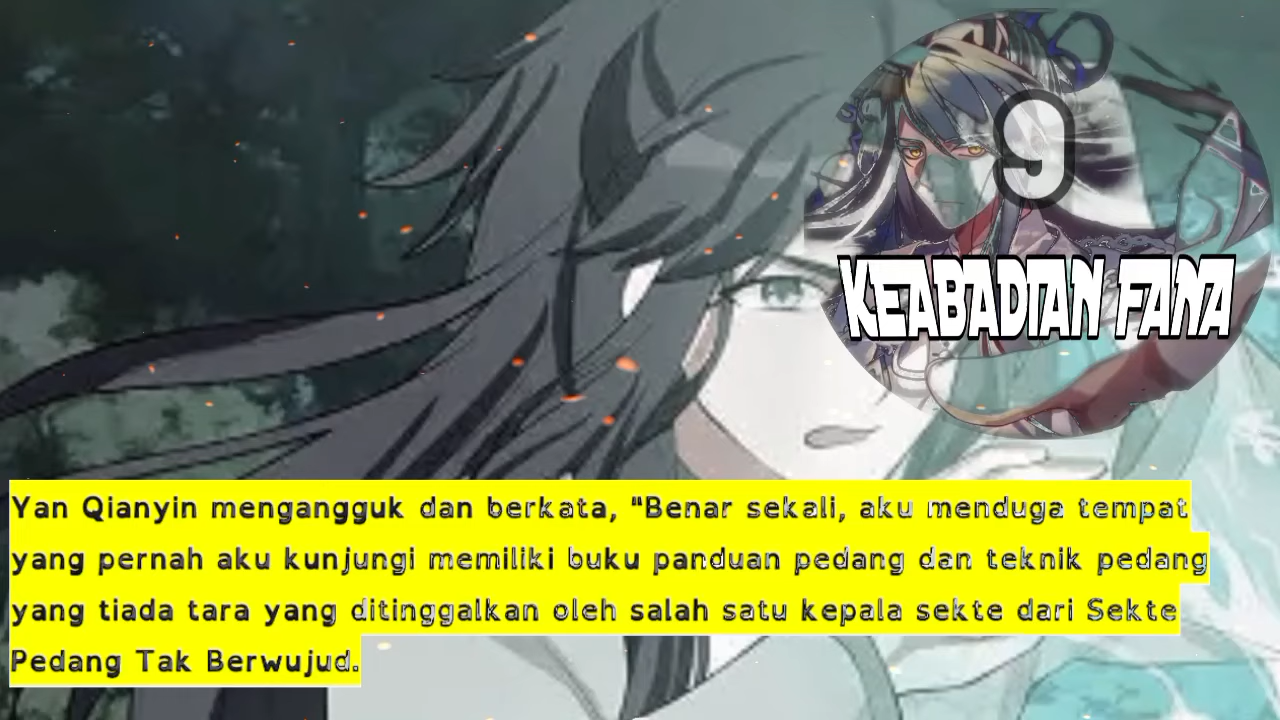 9
KEABADIAN FANA
Yan Qianyin mengangguk dan berkata, "Benar sekali, aku menduga tempat
yang pernah aku kunjungi memiliki buku panduan pedang dan teknik pedang
yang tiada tara yang ditinggalkan oleh salah satu kepala sekte dari Sekte
Pedang Tak Berwujud.